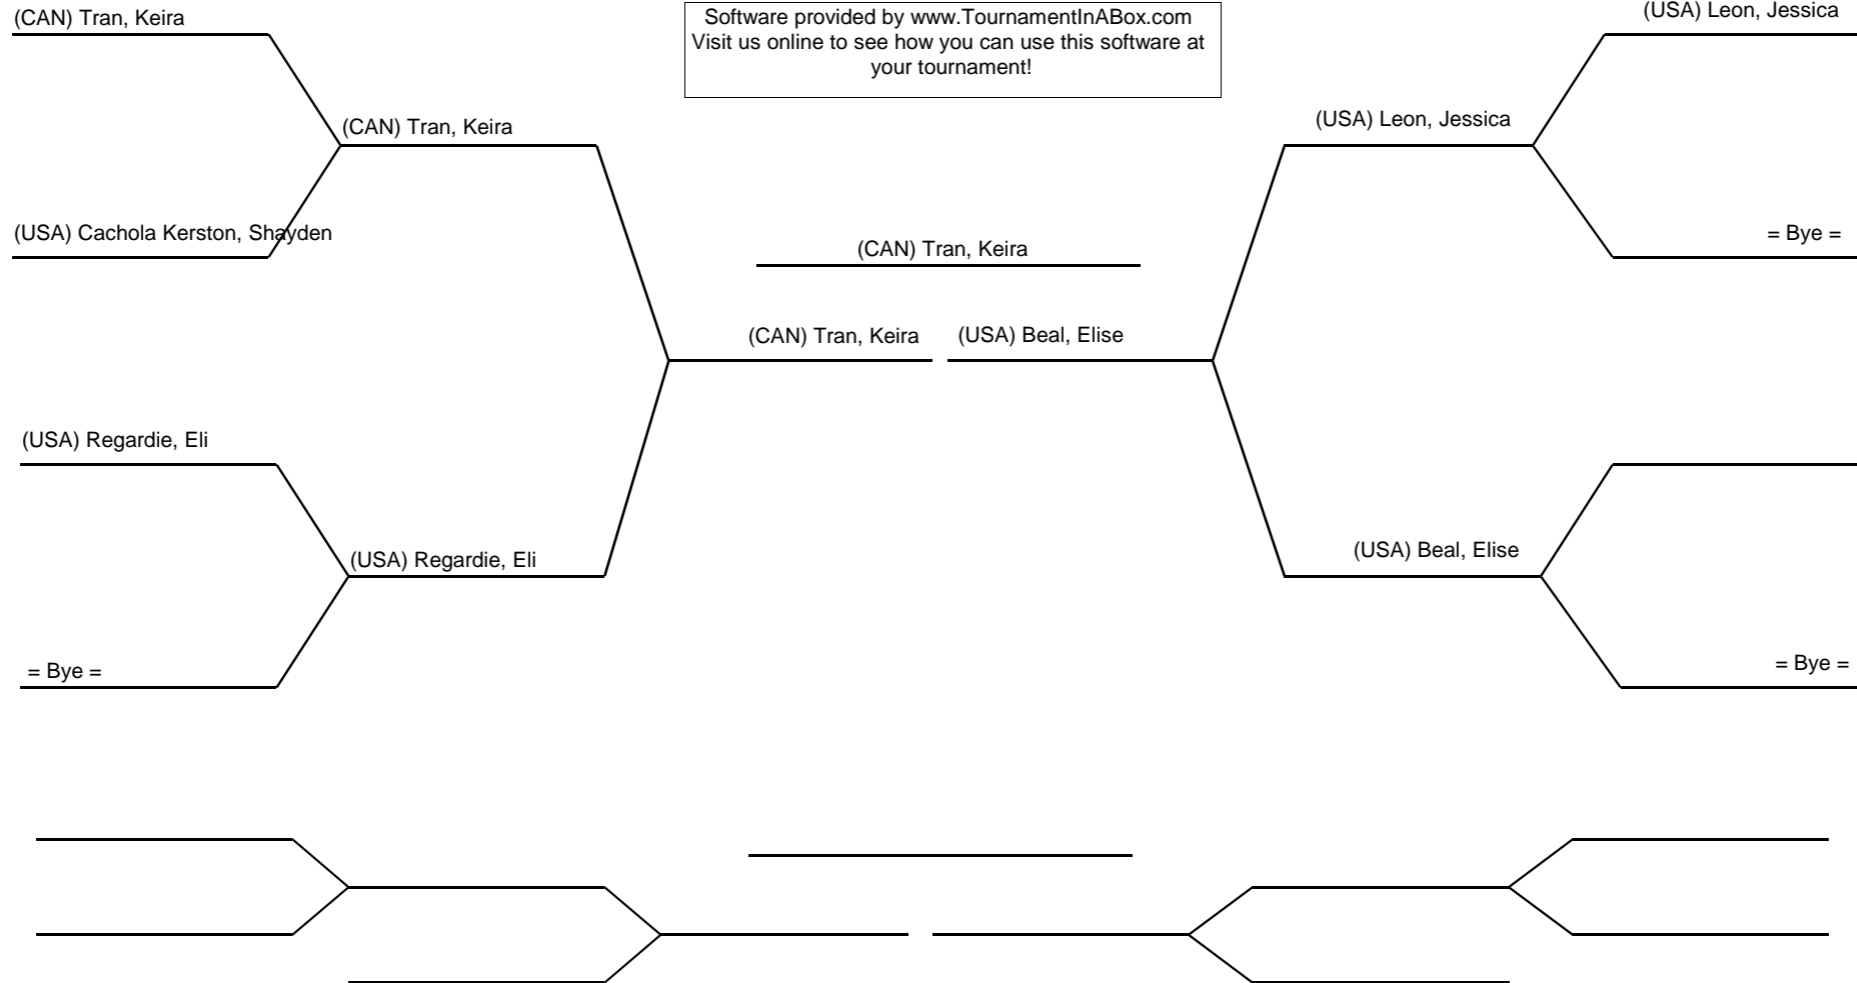 (CAN) Tran, Keira
Software provided by www.TournamentInABox.com
Visit us online to see how you can use this software at
your tournament!
(USA) Leon, Jessica
(CAN) Tran, Keira
(USA) Leon, Jessica
(USA) Cachola Kerston, Shayden
(CAN) Tran, Keira
= Bye =
(CAN) Tran, Keira
(USA) Beal, Elise
(USA) Regardie, Eli
(USA) Regardie, Eli
(USA) Beal, Elise
= Bye =
= Bye =